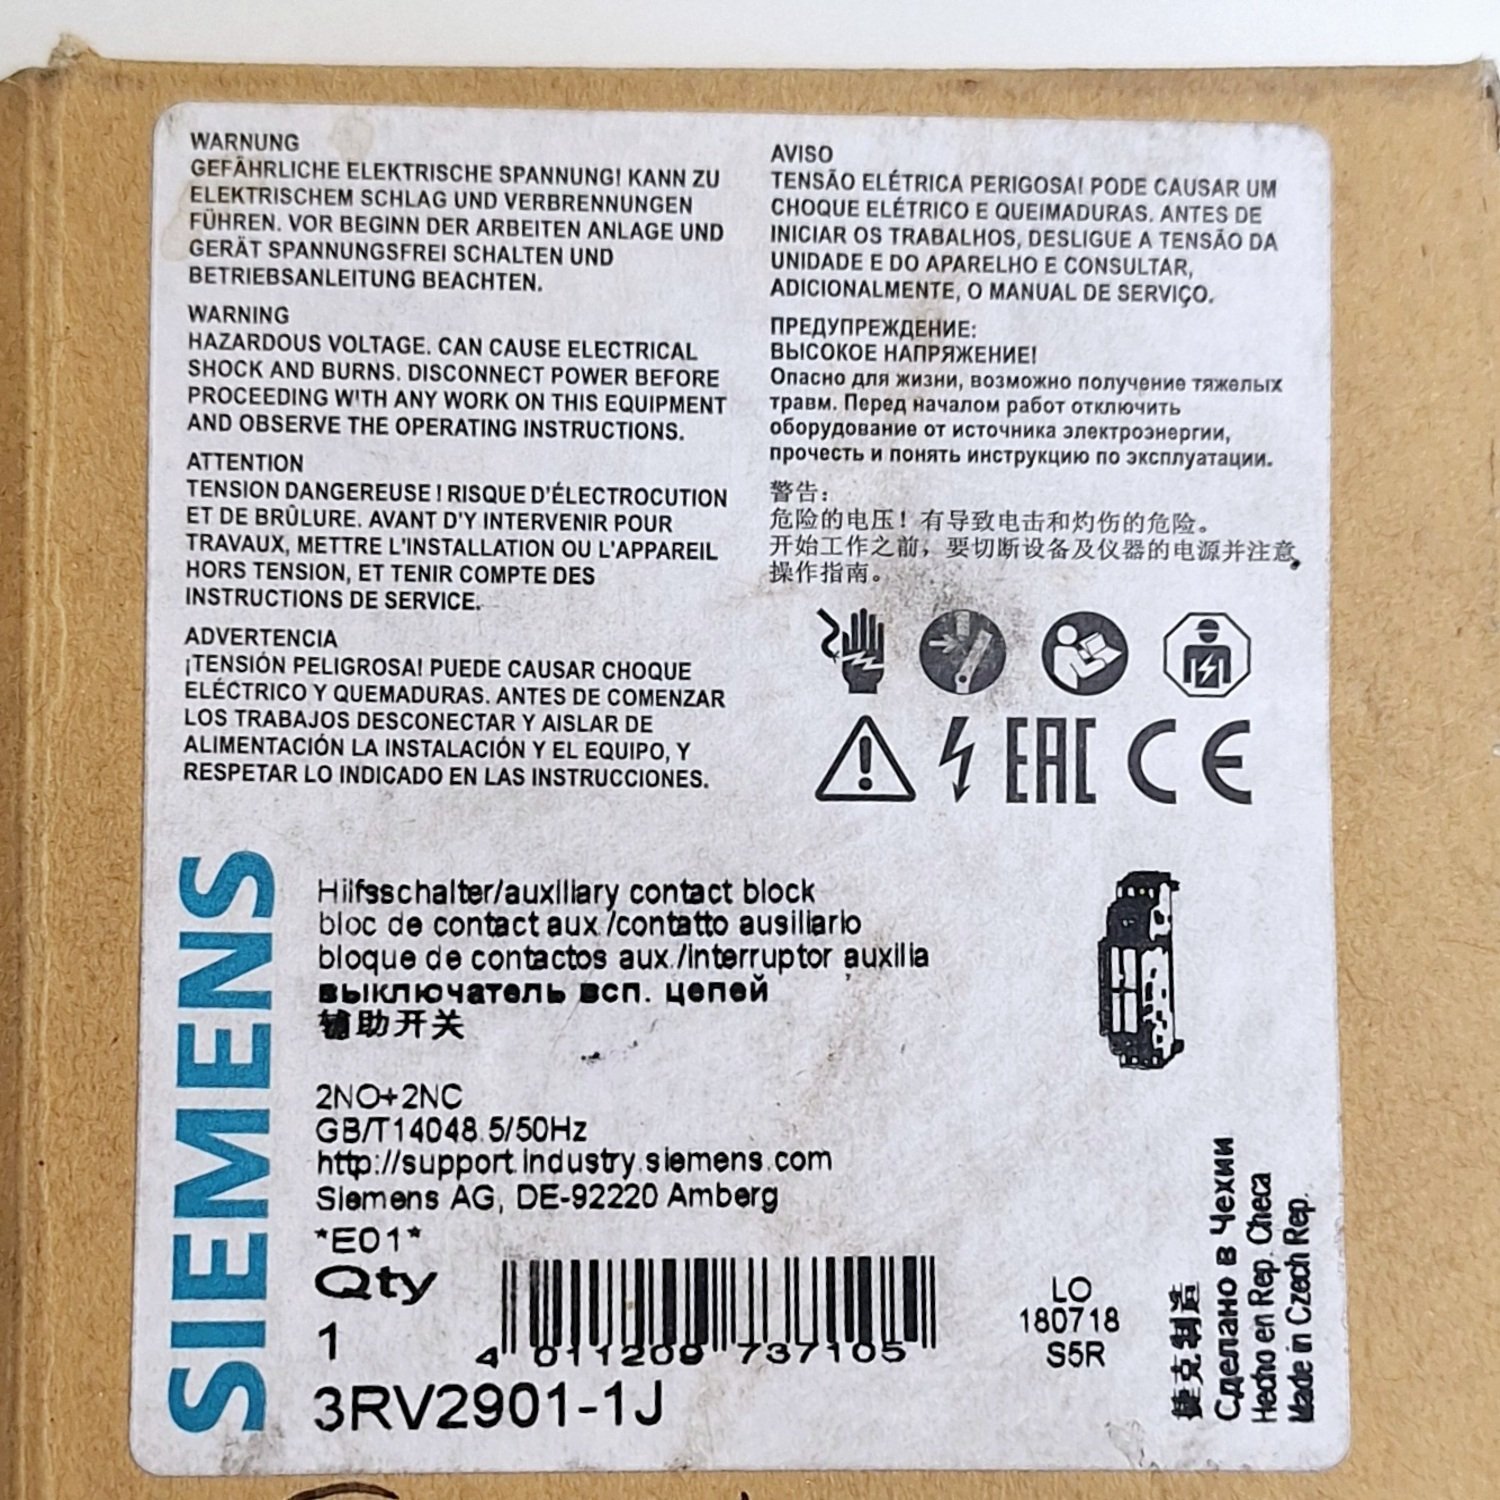 WARNUNG
GEFÄHRLICHE ELEKTRISCHE SPANNUNG! KANN ZU
ELEKTRISCHEM SCHLAG UND VERBRENNUNGEN
FÜHREN. VOR BEGINN DER ARBEITEN ANLAGE UND
GERÄT SPANNUNGSFREI SCHALTEN UND
BETRIEBSANLEITUNG BEACHTEN.
WARNING
HAZARDOUS VOLTAGE. CAN CAUSE ELECTRICAL
SHOCK AND BURNS. DISCONNECT POWER BEFORE
PROCEEDING WITH ANY WORK ON THIS EQUIPMENT
AND OBSERVE THE OPERATING INSTRUCTIONS.
ATTENTION
TENSION DANGEREUSE ! RISQUE D'ÉLECTROCUTION
ET DE BRÛLURE. AVANT D'Y INTERVENIR POUR
TRAVAUX, METTRE L'INSTALLATION OU L'APPAREIL
HORS TENSION, ET TENIR COMPTE DES
INSTRUCTIONS DE SERVICE.
ADVERTENCIA
¡TENSIÓN PELIGROSA! PUEDE CAUSAR CHOQUE
ELÉCTRICO Y QUEMADURAS. ANTES DE COMENZAR
LOS TRABAJOS DESCONECTAR Y AISLAR DE
ALIMENTACIÓN LA INSTALACIÓN Y EL EQUIPO, Y
RESPETAR LO INDICADO EN LAS INSTRUCCIONES.
AVISO
TENSÃO ELÉTRICA PERIGOSA! PODE CAUSAR UM
CHOQUE ELÉTRICO E QUEIMADURAS. ANTES DE
INICIAR OS TRABALHOS, DESLIGUE A TENSÃO DA
UNIDADE E DO APARELHO E CONSULTAR,
ADICIONALMENTE, O MANUAL DE SERVIÇO.
ПРЕДУПРЕЖДЕНИЕ:
ВЫСОКОЕ НАПРЯЖЕНИЕ!
Опасно для жизни, возможно получение тяжелых
травм. Перед началом работ отключить
оборудование от источника электроэнергии,
прочесть и понять инструкцию по эксплуатации.
警告：
危险的电压！有导致电击和灼伤的危险。
开始工作之前，要切断设备及仪器的电源并注意
操作指南。
EAC CE
SIEMENS
Hilfsschalter/auxiliary contact block
bloc de contact aux./contatto ausiliario
bloque de contactos aux./interruptor auxilia
выключатель всп. цепей
辅助开关
2NO+2NC
GB/T14048.5/50Hz
http://support.industry.siemens.com
Siemens AG, DE-92220 Amberg
*E01*
Qty
1
4 011209 737105
3RV2901-1J
LO
180718
S5R
捷克制造
Сделано в Чехии
Hecho en Rep. Checa
Made in Czech Rep.